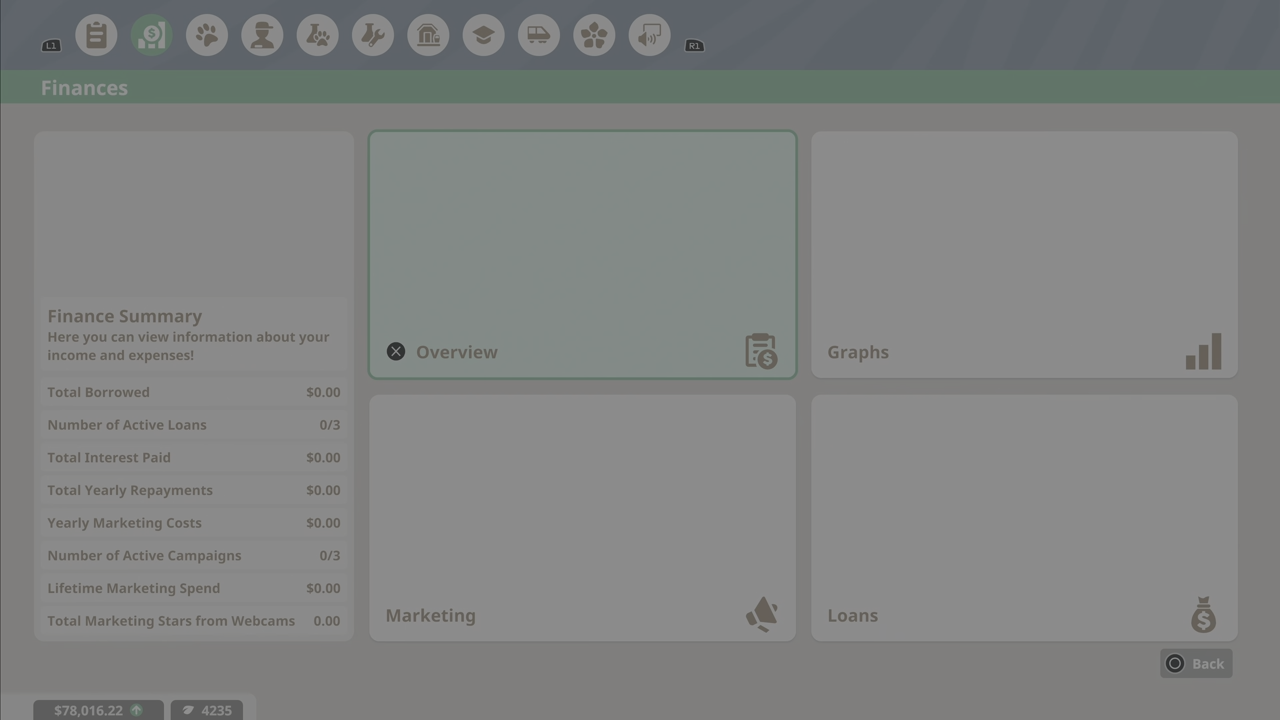 L1
R1
Finances
Finance Summary
Here you can view information about your
income and expenses!
Total Borrowed $0.00
Number of Active Loans 0/3
Total Interest Paid $0.00
Total Yearly Repayments $0.00
Yearly Marketing Costs $0.00
Number of Active Campaigns 0/3
Lifetime Marketing Spend $0.00
Total Marketing Stars from Webcams 0.00
Overview
Graphs
Marketing
Loans
Back
$78,016.22
4235